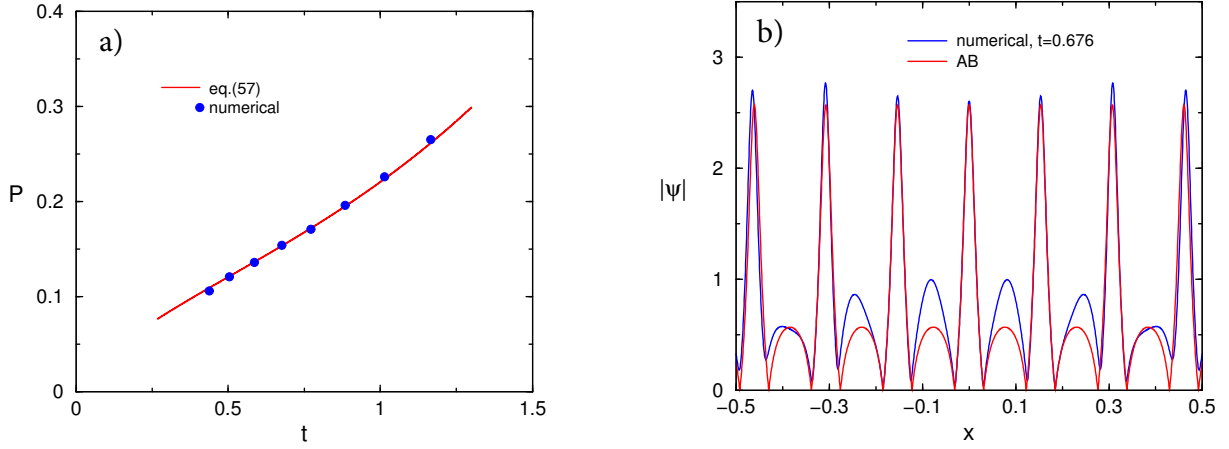 a)
eq.(57)
numerical
P
0.4
0.3
0.2
0.1
0
0
0.5
1
1.5
t
b)
numerical, t=0.676
AB
|ψ|
3
2
1
0
−0.5
−0.3
−0.1
0.1
0.3
0.5
x